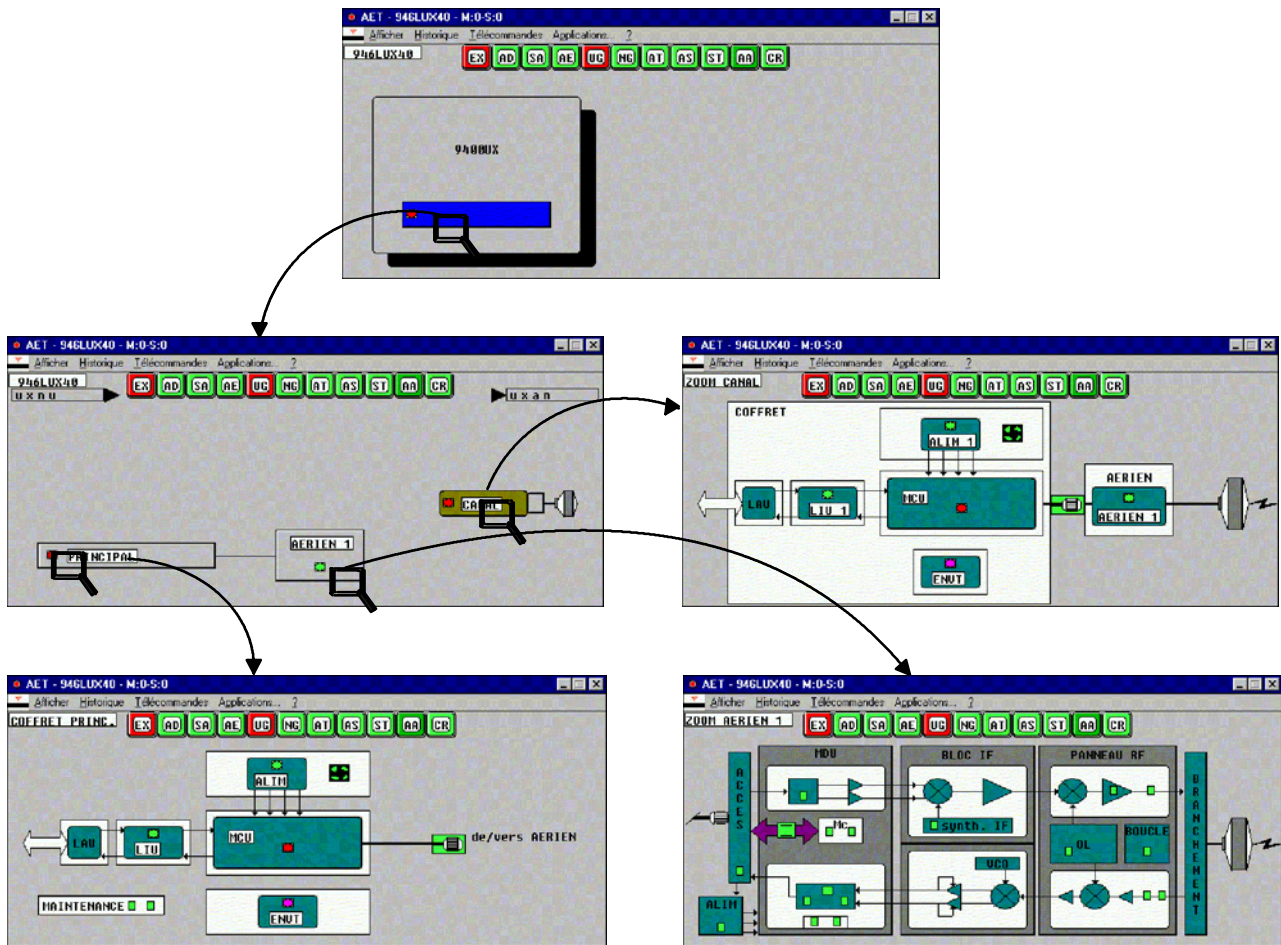 AET - 946LUX40 - M:0-S:0
Afficher Historique Télécommandes Applications... ?
946LUX40
EX AD SA AE UG NG AT AS ST AA CR
9400UX
AET - 946LUX40 - M:0-S:0
Afficher Historique Télécommandes Applications... ?
946LUX40
EX AD SA AE UG NG AT AS ST AA CR
uxnu
uxan
CANAL
AERIEN 1
PRINCIPAL
AET - 946LUX40 - M:0-S:0
Afficher Historique Télécommandes Applications... ?
ZOOM CANAL
EX AD SA AE UG NG AT AS ST AA CR
COFFRET
ALIM 1
AERIEN
LAU
LIU 1
MCU
AERIEN 1
ENVT
AET - 946LUX40 - M:0-S:0
Afficher Historique Télécommandes Applications... ?
COFFRET PRINC.
EX AD SA AE UG NG AT AS ST AA CR
ALIM
LAU
LIU
MCU
de/vers AERIEN
MAINTENANCE
ENVT
AET - 946LUX40 - M:0-S:0
Afficher Historique Télécommandes Applications... ?
ZOOM AERIEN 1
EX AD SA AE UG NG AT AS ST AA CR
MDU
BLOC IF
PANNEAU RF
ACCES
BRANCHEMENT
Mc
synth. IF
OL
BOUCLE
VCO
ALIM